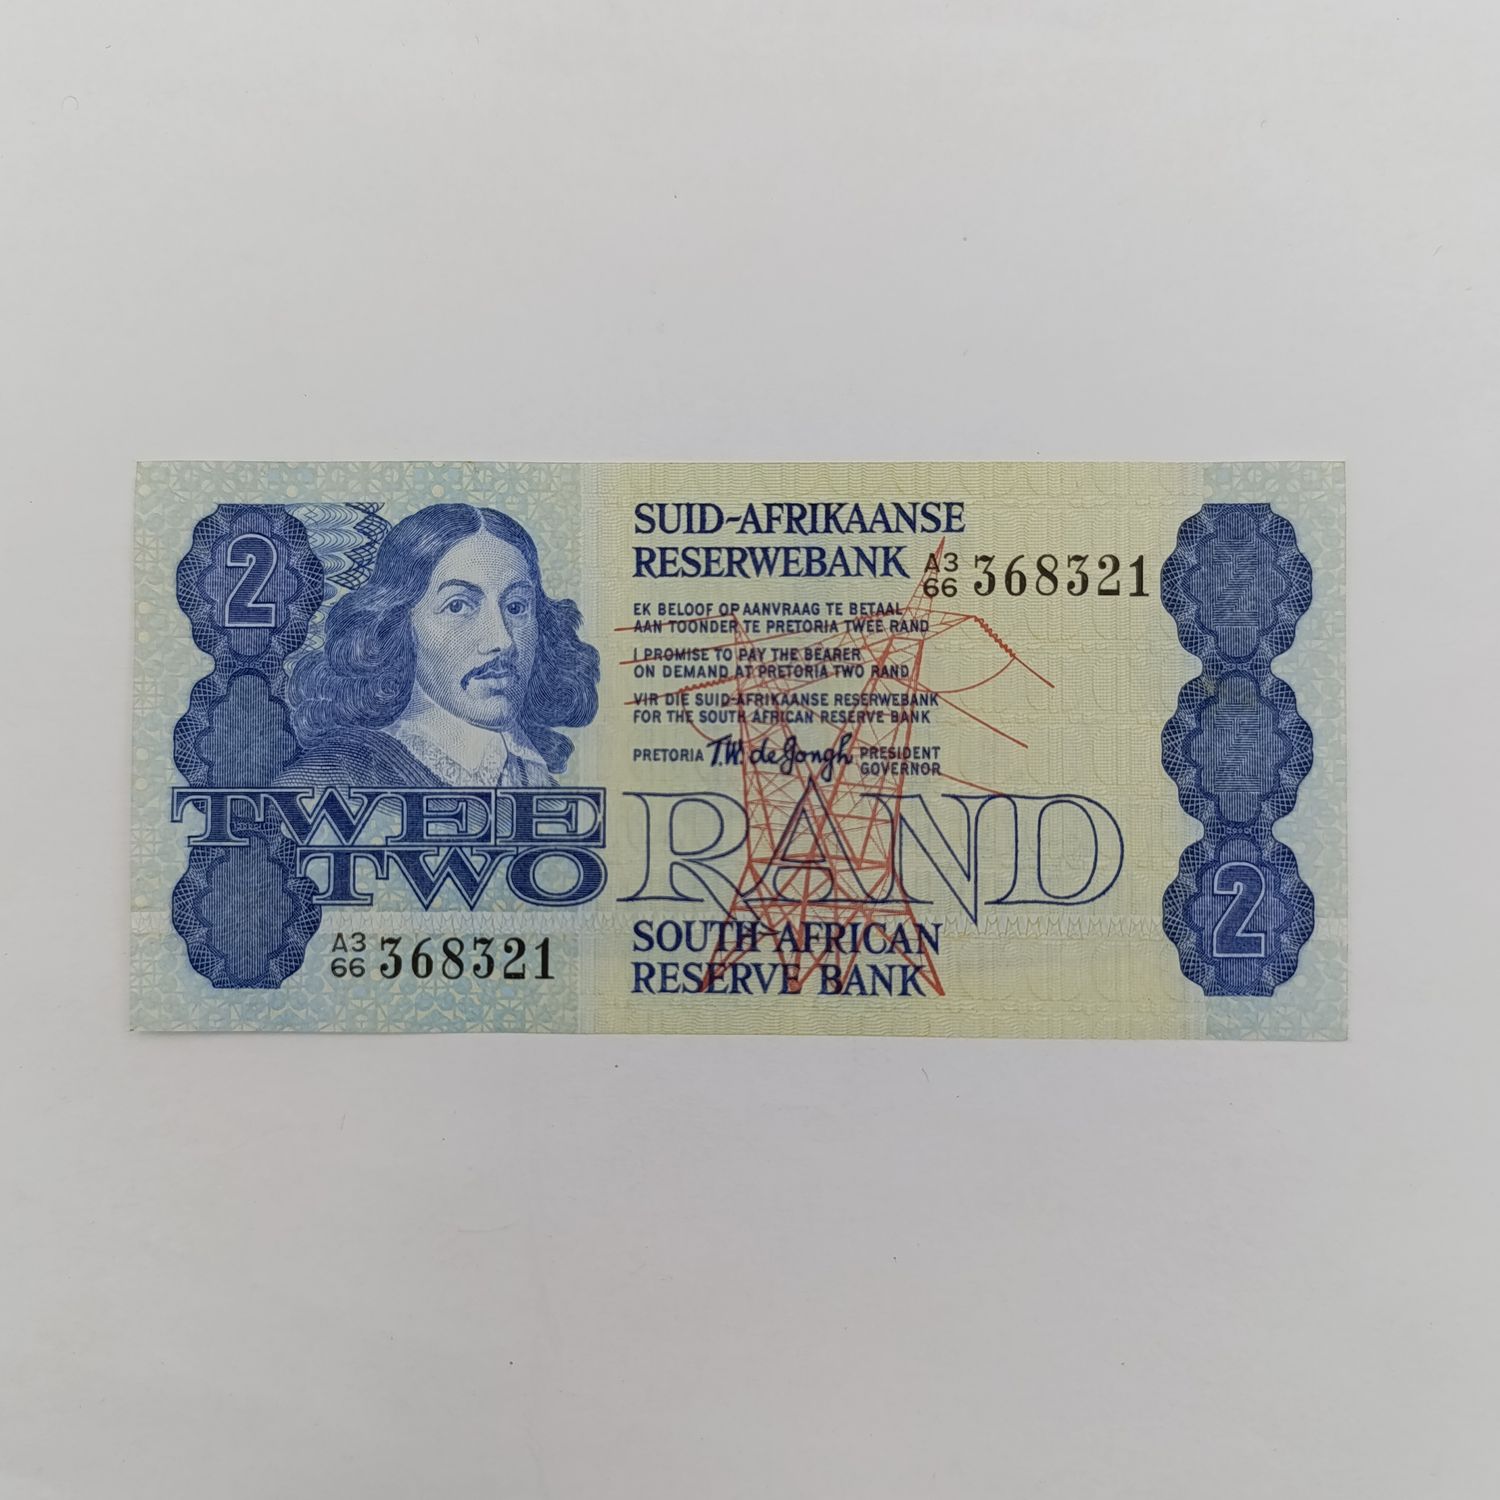 2
SUID-AFRIKAANSE
RESERWEBANK
A3
66 368321
EK BELOOF OP AANVRAAG TE BETAAL
AAN TOONDER TE PRETORIA TWEE RAND
I PROMISE TO PAY THE BEARER
ON DEMAND AT PRETORIA TWO RAND
VIR DIE SUID-AFRIKAANSE RESERWEBANK
FOR THE SOUTH AFRICAN RESERVE BANK
PRETORIA T.W. de Jongh PRESIDENT
GOVERNOR
TWEE
TWO
RAND
2
A3
66 368321
SOUTH AFRICAN
RESERVE BANK